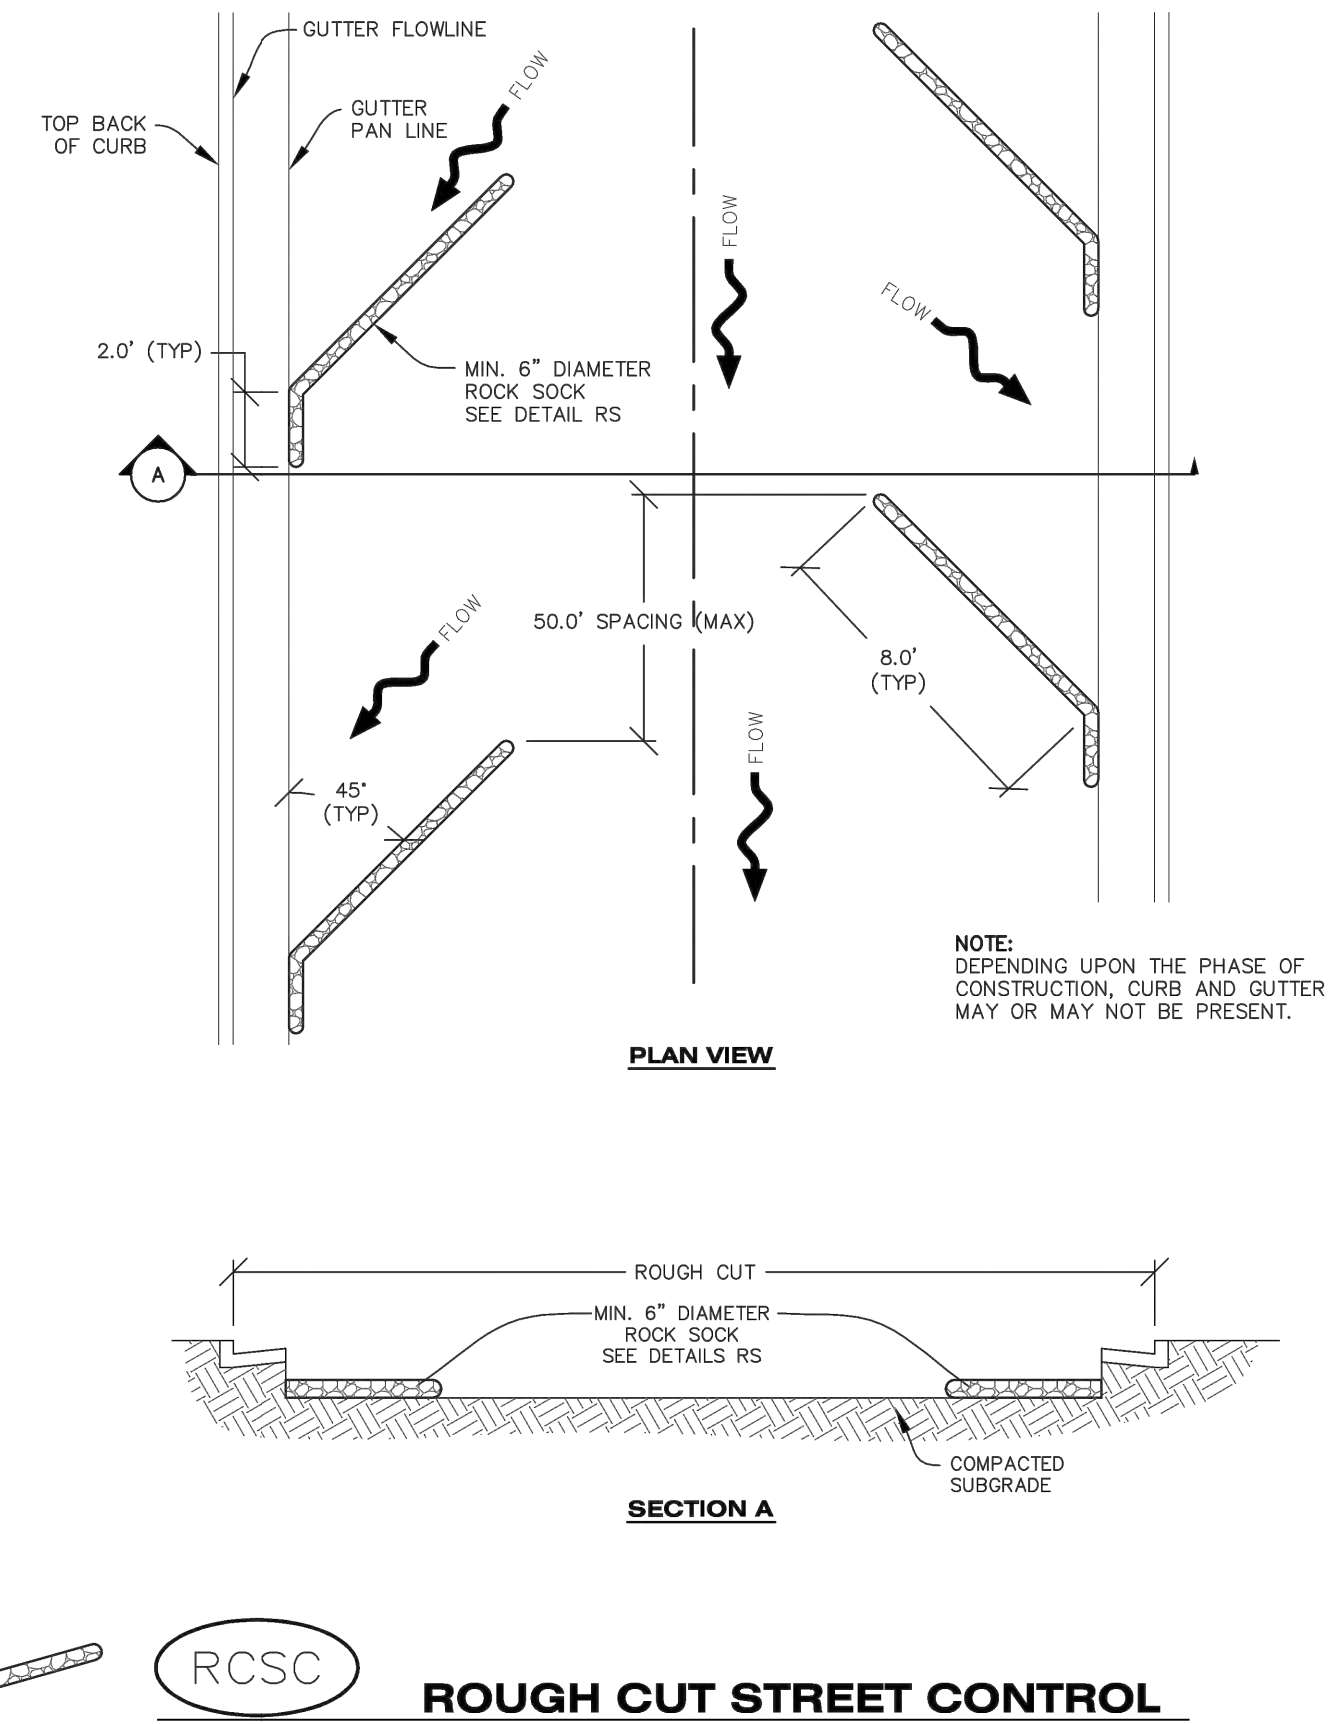 GUTTER FLOWLINE
FLOW
GUTTER
PAN LINE
TOP BACK
OF CURB
FLOW
FLOW
2.0' (TYP)
MIN. 6" DIAMETER
ROCK SOCK
SEE DETAIL RS
A
FLOW
50.0' SPACING (MAX)
8.0'
(TYP)
FLOW
45°
(TYP)
NOTE:
DEPENDING UPON THE PHASE OF
CONSTRUCTION, CURB AND GUTTER
MAY OR MAY NOT BE PRESENT.
PLAN VIEW
ROUGH CUT
MIN. 6" DIAMETER
ROCK SOCK
SEE DETAILS RS
COMPACTED
SUBGRADE
SECTION A
RCSC
ROUGH CUT STREET CONTROL